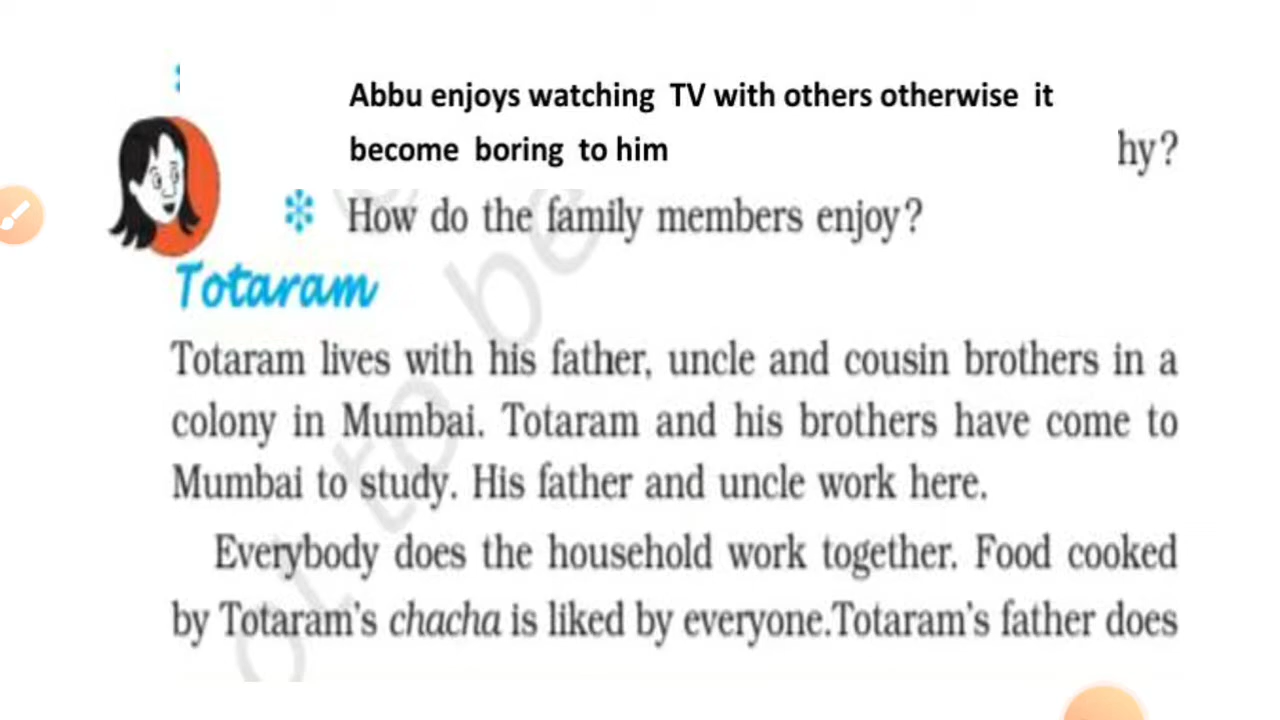 Abbu enjoys watching TV with others otherwise it
become boring to him
hy?
How do the family members enjoy?
Totaram
Totaram lives with his father, uncle and cousin brothers in a
colony in Mumbai. Totaram and his brothers have come to
Mumbai to study. His father and uncle work here.
Everybody does the household work together. Food cooked
by Totaram's chacha is liked by everyone.Totaram's father does